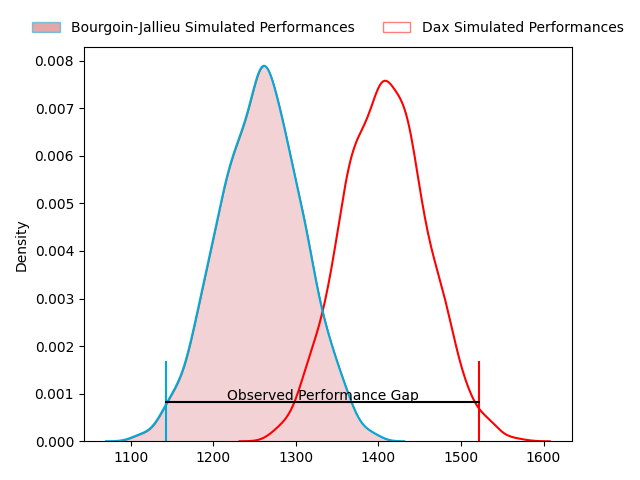 Bourgoin-Jallieu Simulated Performances Dax Simulated Performances
0.008
0.007
0.006
0.005
0.004
0.003
0.002
0.001
0.000
Density
Observed Performance Gap
1100 1200 1300 1400 1500 1600